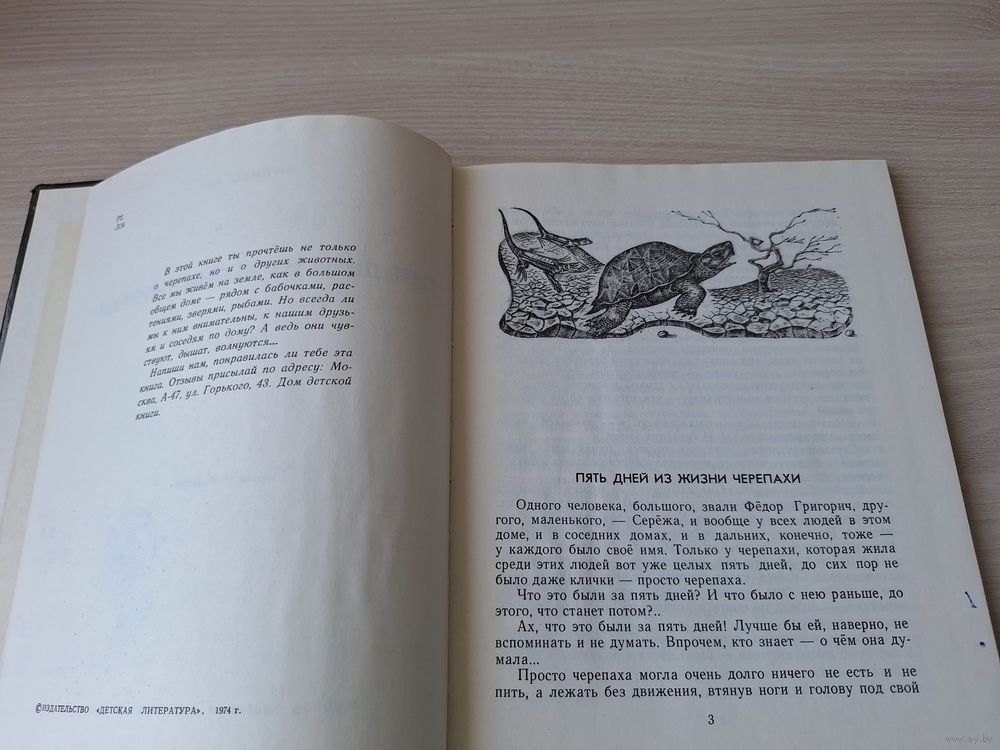 В этой книге ты прочтёшь не только
о черепахе, но и о других животных.
Все мы живём на земле, как в большом
общем доме — рядом с бабочками, рас-
тениями, зверями, рыбами. Но всегда ли
мы к ним внимательны, к нашим друзь-
ям и соседям по дому? А ведь они чув-
ствуют, дышат, волнуются...
Напиши нам, понравилась ли тебе эта
книга. Отзывы присылай по адресу: Мо-
сква, А-47, ул. Горького, 43. Дом детской
книги.
©ИЗДАТЕЛЬСТВО «ДЕТСКАЯ ЛИТЕРАТУРА». 1974 г.
ПЯТЬ ДНЕЙ ИЗ ЖИЗНИ ЧЕРЕПАХИ
Одного человека, большого, звали Фёдор Григорич, дру-
гого, маленького, — Серёжа, и вообще у всех людей в этом
доме, и в соседних домах, и в дальних, конечно, тоже —
у каждого было своё имя. Только у черепахи, которая жила
среди этих людей вот уже целых пять дней, до сих пор не
было даже клички — просто черепаха.
Что это были за пять дней? И что было с нею раньше, до
этого, что станет потом?..
Ах, что это были за пять дней! Лучше бы ей, наверно, не
вспоминать и не думать. Впрочем, кто знает — о чём она ду-
мала...
Просто черепаха могла очень долго ничего не есть и не
пить, а лежать без движения, втянув ноги и голову под свой
3
www.ay.by